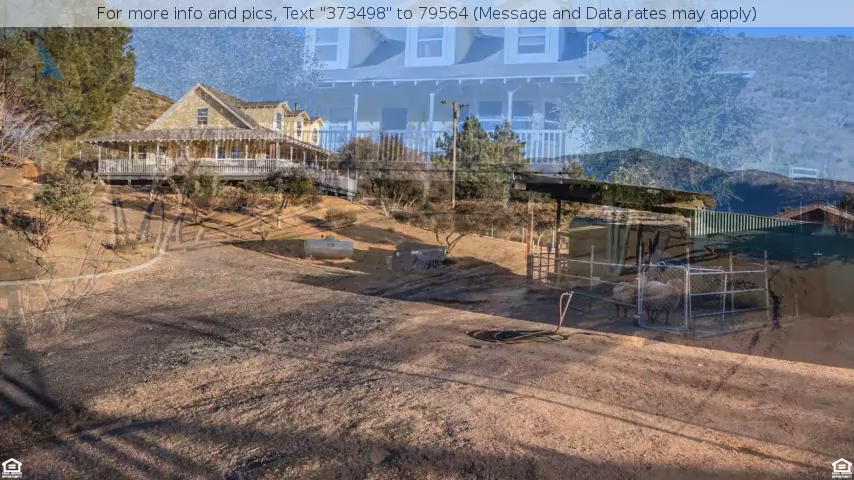 For more info and pics, Text "373498" to 79564 (Message and Data rates may apply)